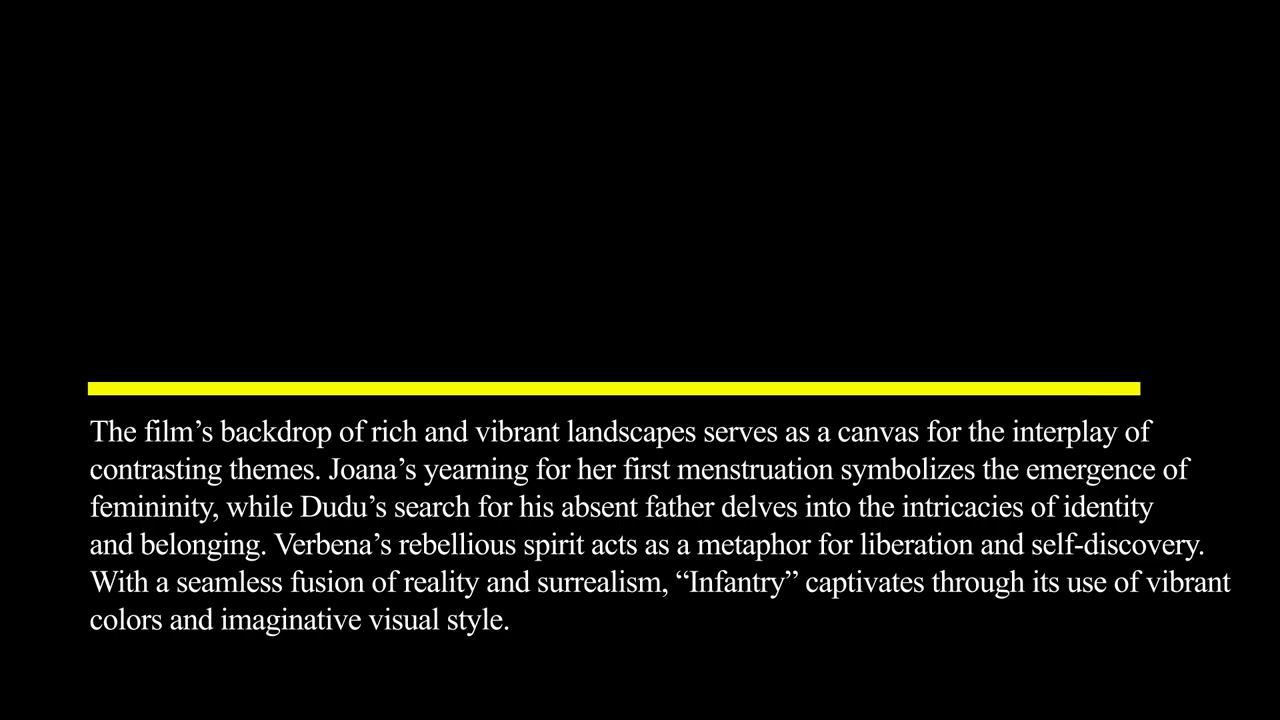 The film’s backdrop of rich and vibrant landscapes serves as a canvas for the interplay of
contrasting themes. Joana’s yearning for her first menstruation symbolizes the emergence of
femininity, while Dudu’s search for his absent father delves into the intricacies of identity
and belonging. Verbena’s rebellious spirit acts as a metaphor for liberation and self-discovery.
With a seamless fusion of reality and surrealism, “Infantry” captivates through its use of vibrant
colors and imaginative visual style.